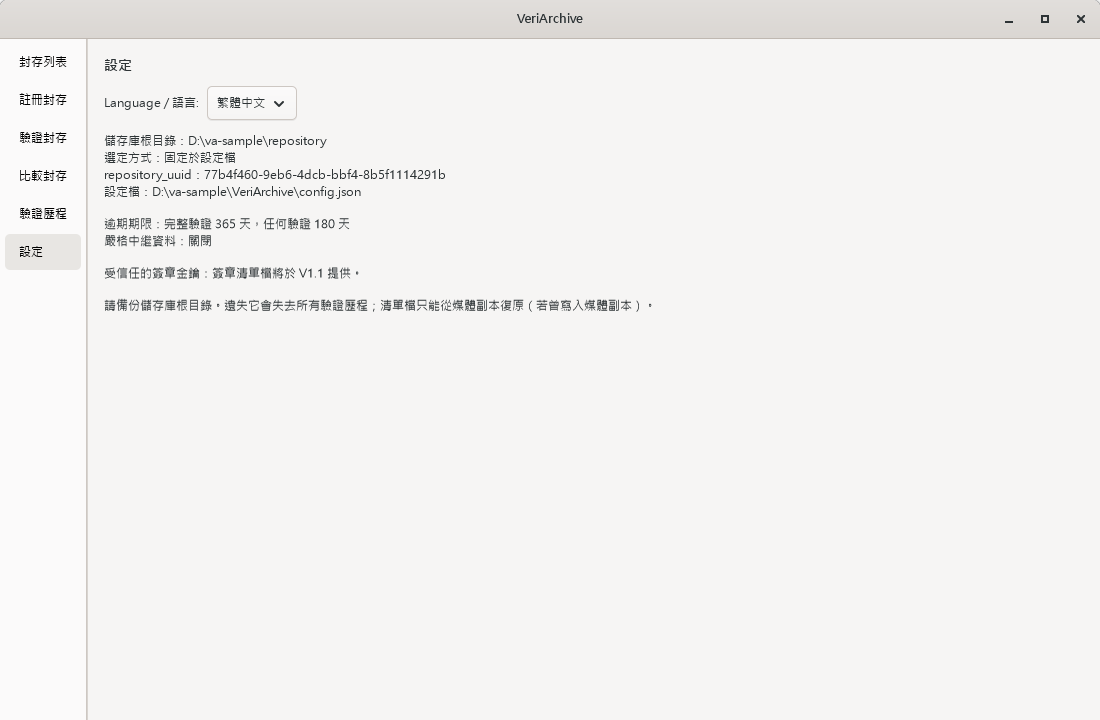 VeriArchive
封存列表
註冊封存
驗證封存
比較封存
驗證歷程
設定
設定
Language / 語言: 繁體中文
儲存庫根目錄：D:\va-sample\repository
選定方式：固定於設定檔
repository_uuid：77b4f460-9eb6-4dcb-bbf4-8b5f1114291b
設定檔：D:\va-sample\VeriArchive\config.json
逾期期限：完整驗證 365 天，任何驗證 180 天
嚴格中繼資料：關閉
受信任的簽章金鑰：簽章清單檔將於 V1.1 提供。
請備份儲存庫根目錄。遺失它會失去所有驗證歷程；清單檔只能從媒體副本復原（若曾寫入媒體副本）。